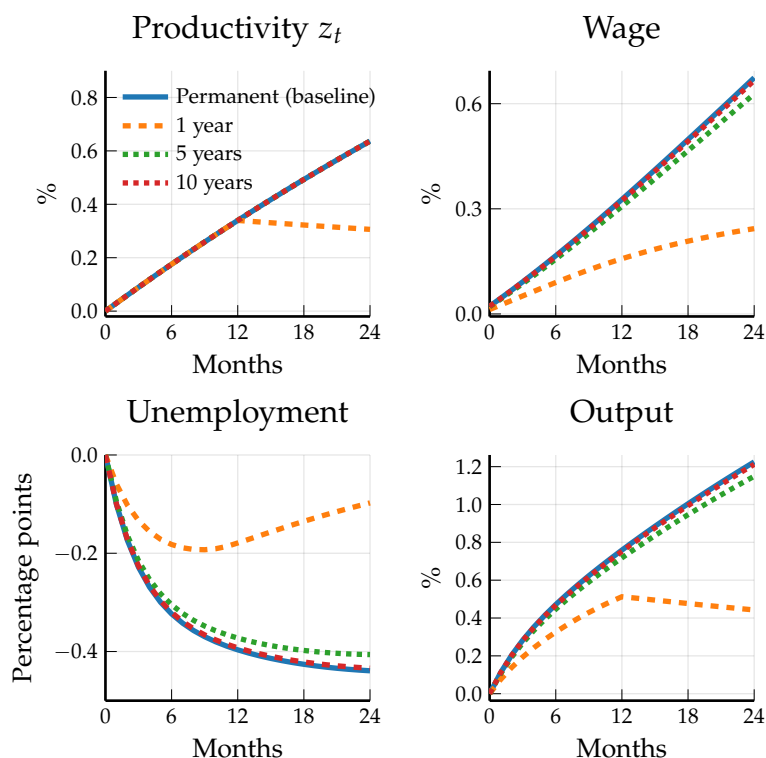 Productivity z_t
%
0.8
0.6
0.4
0.2
0.0
Permanent (baseline)
1 year
5 years
10 years
0 6 12 18 24
Months
Wage
%
0.6
0.3
0.0
0 6 12 18 24
Months
Unemployment
Percentage points
0.0
−0.2
−0.4
0 6 12 18 24
Months
Output
%
1.2
1.0
0.8
0.6
0.4
0.2
0.0
0 6 12 18 24
Months